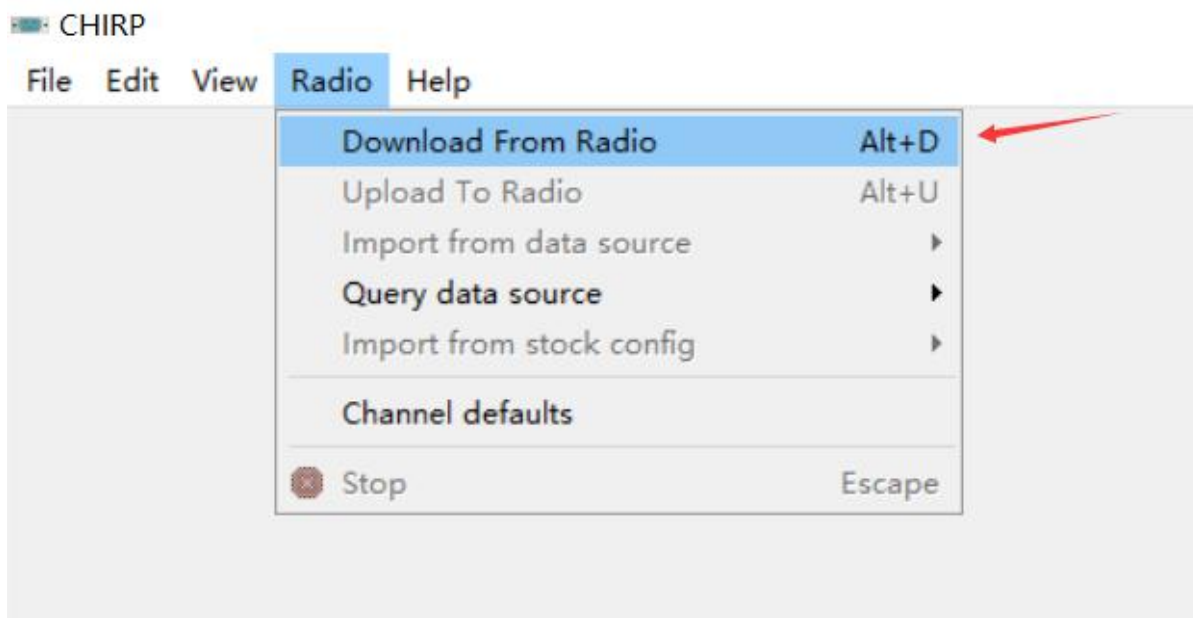 CHIRP
File Edit View Radio Help
Download From Radio Alt+D
Upload To Radio Alt+U
Import from data source
Query data source
Import from stock config
Channel defaults
Stop Escape